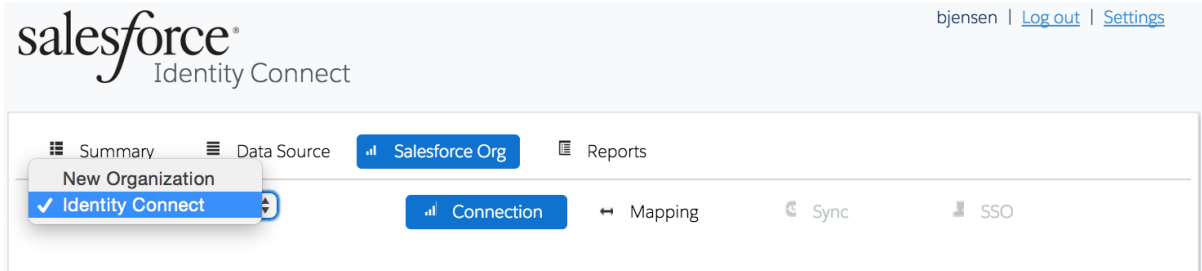 salesforce
Identity Connect
bjensen | Log out | Settings
Summary Data Source Salesforce Org Reports
New Organization
✓ Identity Connect
Connection Mapping Sync SSO